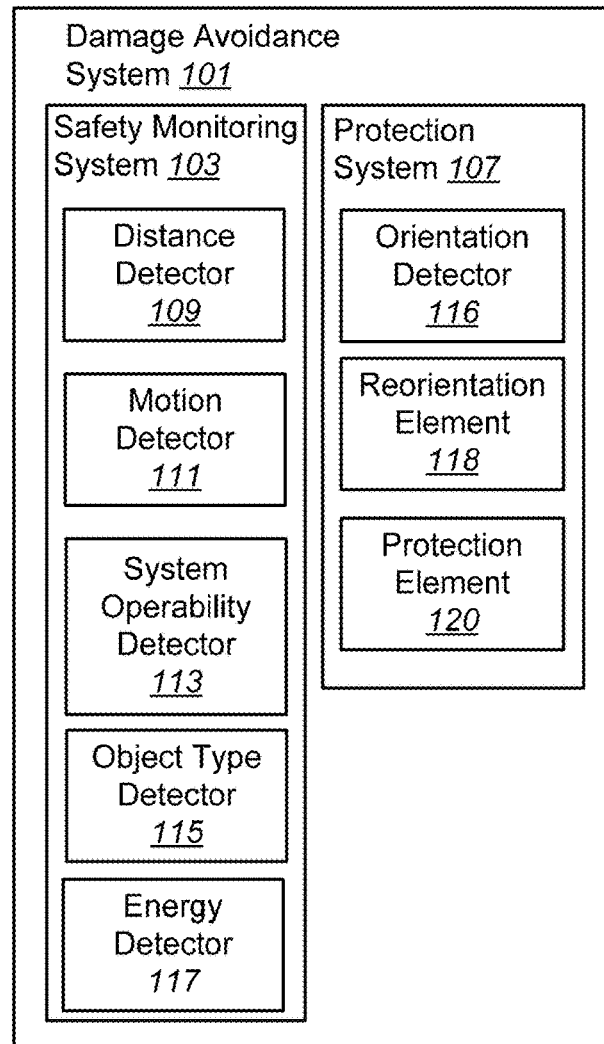 Damage Avoidance
System 101
Safety Monitoring
System 103
Distance
Detector
109
Motion
Detector
111
System
Operability
Detector
113
Object Type
Detector
115
Energy
Detector
117
Protection
System 107
Orientation
Detector
116
Reorientation
Element
118
Protection
Element
120